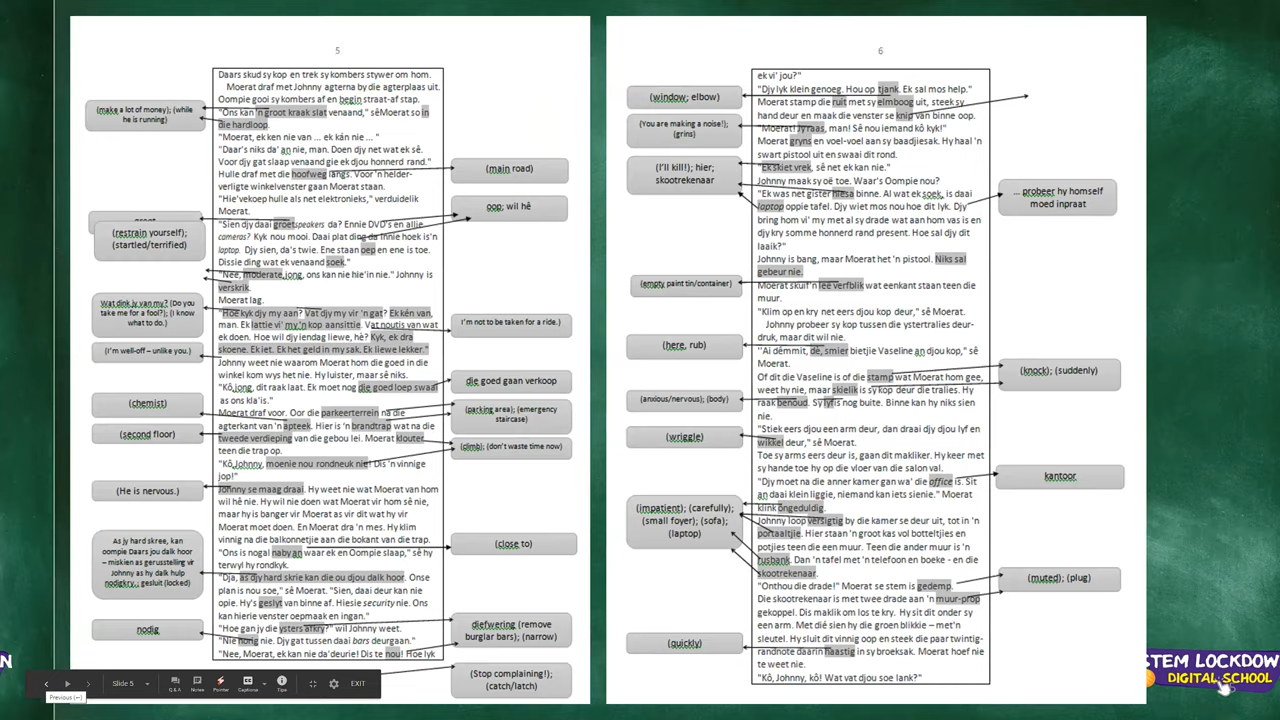 5
Daars skud sy kop en trek sy kombers stywer om hom.
Moerat draf met Johnny agterna by die agterplaas uit.
Oompie gooi sy kombers af en begin straat-af stap.
"Ons kan 'n groot kraak slat venaand," sê Moerat so in
die hardloop.
"Moerat, ek ken nie van ... ek kán nie ..."
"Daar's niks da' an nie, man. Doen djy net wat ek sê.
Voor djy gat slaap venaand gie ek djou honnerd rand."
Hulle draf met die hoofweg langs. Voor 'n helder-
verligte winkelvenster gaan Moerat staan.
"Hie'vekoop hulle als net elektronieks," verduidelik
Moerat.
"Sien djy daai groet speakers da? Ennie DVD's en allie
cameras? Kyk nou mooi. Daai plat ding da innie hoek is'n
laptop. Djy sien, da's twie. Ene staan oep en ene is toe.
Dissie ding wat ek venaand soek."
"Nee, moderate jong, ons kan nie hie'in nie." Johnny is
verskrik.
Moerat lag.
"Hoe kyk djy my aan? Vat djy my vir 'n gat? Ek kén van,
man. Ek lattie vi' my 'n kop aansittie. Vat noutis van wat
ek doen. Hoe wil djy iendag liewe, hè? Kyk, ek dra
skoene. Ek iet. Ek het geld in my sak. Ek liewe lekker."
Johnny weet nie waarom Moerat hom die goed in die
winkel kom wys het nie. Hy luister, maar sê niks.
"Kô jong, dit raak laat. Ek moet nog die goed loep swaai
as ons kla'is."
Moerat draf voor. Oor die parkeerterrein na die
agterkant van 'n apteek. Hier is 'n brandtrap wat na die
tweede verdieping van die gebou lei. Moerat klouter
teen die trap op.
"Kô Johnny, moenie nou rondneuk nie! Dis 'n vinnige
jop!"
Johnny se maag draai. Hy weet nie wat Moerat van hom
wil hê nie. Hy wil nie doen wat Moerat vir hom sê nie,
maar hy is banger vir Moerat as vir dit wat hy vir
Moerat moet doen. En Moerat dra 'n mes. Hy klim
vinnig na die balkonnetjie aan die bokant van die trap.
"Ons is nogal naby an waar ek en Oompie slaap," sê hy
terwyl hy rondkyk.
"Dja, as djy hard skrie kan die ou djou dalk hoor. Onse
plan is nou soe," sê Moerat. "Sien, daai deur kan nie
opie. Hy's geslyt van binne af. Hiesie security nie. Ons
kan hierie venster oepmaak en ingan."
"Hoe gan jy die ysters afkry?" wil Johnny weet.
"Nie nonig nie. Djy gat tussen daai bars deurgaan."
"Nee, Moerat, ek kan nie da'deurie! Dis te nou! Hoe lyk
(make a lot of money); (while
he is running)
(main road)
oop; wil hê
groot
(restrain yourself);
(startled/terrified)
Wat dink jy van my? (Do you
take me for a fool?); (I know
what to do.)
I'm not to be taken for a ride.)
(I'm well-off – unlike you.)
die goed gaan verkoop
(chemist)
(parking area); (emergency
staircase)
(second floor)
(climb); (don't waste time now)
(He is nervous.)
As jy hard skree, kan
oompie Daars jou dalk hoor
– miskien as gerusstelling vir
Johnny as hy dalk hulp
nodigkry.. gesluit (locked)
(close to)
nodig
diefwering (remove
burglar bars); (narrow)
(Stop complaining!);
(catch/latch)
6
ek vi' jou?"
"Djy lyk klein genoeg. Hou op tjank. Ek sal mos help."
Moerat stamp die ruit met sy elmboog uit, steek sy
hand deur en maak die venster se knip van binne oop.
"Moerat! Jy raas, man! Sê nou iemand kô kyk!"
Moerat gryns en voel-voel aan sy baadjiesak. Hy haal 'n
swart pistool uit en swaai dit rond.
"Ek skiet vrek, sê net ek kan nie."
Johnny maak sy oë toe. Waar's Oompie nou?
"Ek was net gister hiesa binne. Al wat ek soek, is daai
laptop oppie tafel. Djy wiet mos nou hoe dit lyk. Djy
bring hom vi' my met al sy drade wat aan hom vas is en
djy kry somme honnerd rand present. Hoe sal djy dit
laaik?"
Johnny is bang, maar Moerat het 'n pistool. Niks sal
gebeur nie.
Moerat skuif 'n lee verfblik wat eenkant staan teen die
muur.
"Klim op en kry net eers djou kop deur," sê Moerat.
Johnny probeer sy kop tussen die ystertralies deur-
druk, maar dit wil nie.
"Ai dêmmit, de, smier bietjie Vaseline an djou kop," sê
Moerat.
Of dit die Vaseline is of die stamp wat Moerat hom gee,
weet hy nie, maar skielik is sy kop deur die tralies. Hy
raak benoud. Sy lyf is nog buite. Binne kan hy niks sien
nie.
"Stiek eers djou een arm deur, dan draai djy djou lyf en
wikkel deur," sê Moerat.
Toe sy arms eers deur is, gaan dit makliker. Hy keer met
sy hande toe hy op die vloer van die salon val.
"Djy moet na die anner kamer gan wa' die office is. Sit
an daai klein liggie, niemand kan iets sienie." Moerat
klink ongeduldig.
Johnny loop versigtig by die kamer se deur uit, tot in 'n
portaaltjie. Hier staan 'n groot kas vol botteltjies en
potjies teen die een muur. Teen die ander muur is 'n
rusbank. Dan 'n tafel met 'n telefoon en boeke - en die
skootrekenaar.
"Onthou die drade!" Moerat se stem is gedemp.
Die skootrekenaar is met twee drade aan 'n muur-prop
gekoppel. Dis maklik om los te kry. Hy sit dit onder sy
een arm. Met dié sien hy die groen blikkie – met'n
sleutel. Hy sluit dit vinnig oop en steek die paar twintig-
randnote daarin haastig in sy broeksak. Moerat hoef nie
te weet nie.
"Kô, Johnny, kô! Wat vat djou soe lank?"
(window; elbow)
(You are making a noise!);
(grins)
(I'll kill!); hier;
skootrekenaar
... probeer hy homself
moed inpraat
(empty paint tin/container)
(here, rub)
(knock); (suddenly)
(anxious/nervous); (body)
(wriggle)
kantoor
(impatient); (carefully);
(small foyer); (sofa);
(laptop)
(muted); (plug)
(quickly)
Slide 5
Q & A
Notes
Pointer
Captions
Tips
EXIT
Previous (←)
STEM LOCKDOW
DIGITAL SCHOOL